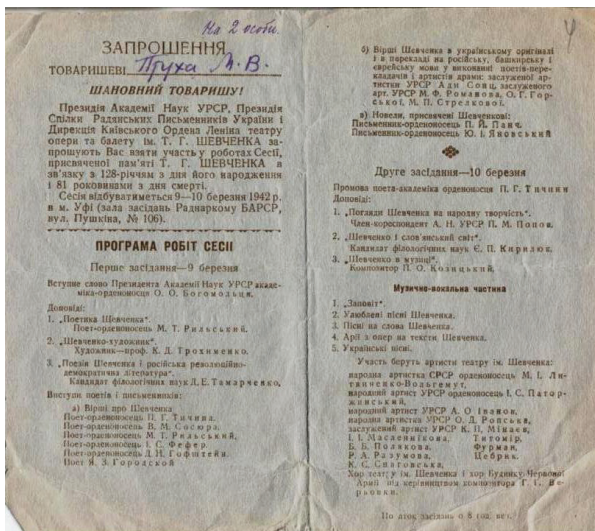 На 2 особи.
ЗАПРОШЕННЯ
ТОВАРИШЕВІ Птуха М. В.
ШАНОВНИЙ ТОВАРИШУ!
Президія Академії Наук УРСР, Президія
Спілки Радянських Письменників України і
Дирекція Київського Ордена Леніна театру
опери та балету ім. Т. Г. ШЕВЧЕНКА за-
прошують Вас взяти участь у роботах Сесії,
присвяченої пам'яті Т. Г. ШЕВЧЕНКА в
зв'язку з 128-річчям з дня його народження
і 81 роковинами з дня смерті.
Сесія відбуватиметься 9—10 березня 1942 р.
в м. Уфі (зала засідань Раднаркому БАРСР,
вул. Пушкіна, № 106).
ПРОГРАМА РОБІТ СЕСІІ
Перше засідання—9 березня
Вступне слово Президента Академії Наук УРСР акаде-
міка-орденоносця О. О. Богомольця.
Доповіді:
1. „Поетика Шевченка".
Поет-орденоносець М. Т. Рильський.
2. „Шевченко-художник".
Художник—проф. К. Д. Трохименко.
3. „Поезія Шевченка і російська революційно-
демократична література".
Кандидат філологічних наук Д. Е. Тамарченко.
Виступи поетів і письменників:
а) Вірші про Шевченка
Поет-орденоносець П. Г. Тичина.
Поет-орденоносець В. М. Сосюра.
Поет-орденоносець М. Т. Рильський.
Поет-орденоносець І. С. Фефер.
Поет-орденоносець Д. Н. Гофштейн.
Поет Я. З. Городской
б) Вірші Шевченка в українському оригіналі
і в перекладі на російську, башкирську і
єврейську мови у виконанні поетів-пере-
кладачів і артистів драми: заслуженої ар-
тистки УРСР Ади Сонц, заслуженого
арт. УРСР М. Ф. Романова, О. Г. Гор-
ської, М. П. Стрелкової.
в) Новели, присвячені Шевченкові:
Письменник-орденоносець П. Й. Панч.
Письменник-орденоносець Ю. І. Яновський
Друге засідання—10 березня
Промова поета-академіка орденоносця П. Г. Тичини
Доповіді:
1. „Погляди Шевченка на народну творчість".
Член-кореспондент А. Н. УРСР П. М. Попов.
2. „Шевченко і слов'янський світ".
Кандидат філологічних наук Є. П. Кирилюк.
3. „Шевченко в музиці".
Композитор П. О. Козицький.
Музично-вокальна частина
1. „Заповіт".
2. Улюблені пісні Шевченка.
3. Пісні на слова Шевченка.
4. Арії з опер на тексти Шевченка.
5. Українські пісні.
Участь беруть артисти театру ім. Шевченка:
народна артистка СРСР орденоносець М. І. Ли-
твиненко-Вольгемут,
народний артист УРСР орденоносець І. С. Патор-
жинський,
народний артист УРСР А. О. Іванов,
народна артистка УРСР О. Д. Ропська,
заслужений артист УРСР К. П. Мінаєв,
І. І. Масленнікова, Титомір,
Б. Б. Полякова, Фурман,
Р. А. Разумова, Цебрик.
К. Є. Снаговська,
Хор театру ім. Шевченка і хор Будинку Червоної
Армії під керівництвом композитора Г. Г. Ве-
рьовки.
Початок засідань о 8 год. веч.